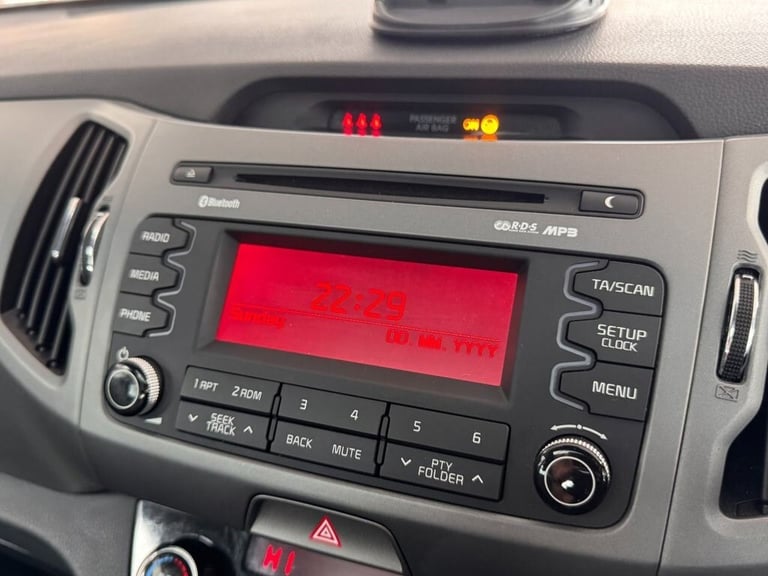 PASSENGER
AIR BAG
ON
Bluetooth
R·D·S
MP3
RADIO
MEDIA
PHONE
22:29
Sunday
DD.MM.YYYY
TA/SCAN
SETUP
CLOCK
MENU
1 RPT
2 RDM
3
4
5
6
SEEK
TRACK
BACK
MUTE
PTY
FOLDER
HI